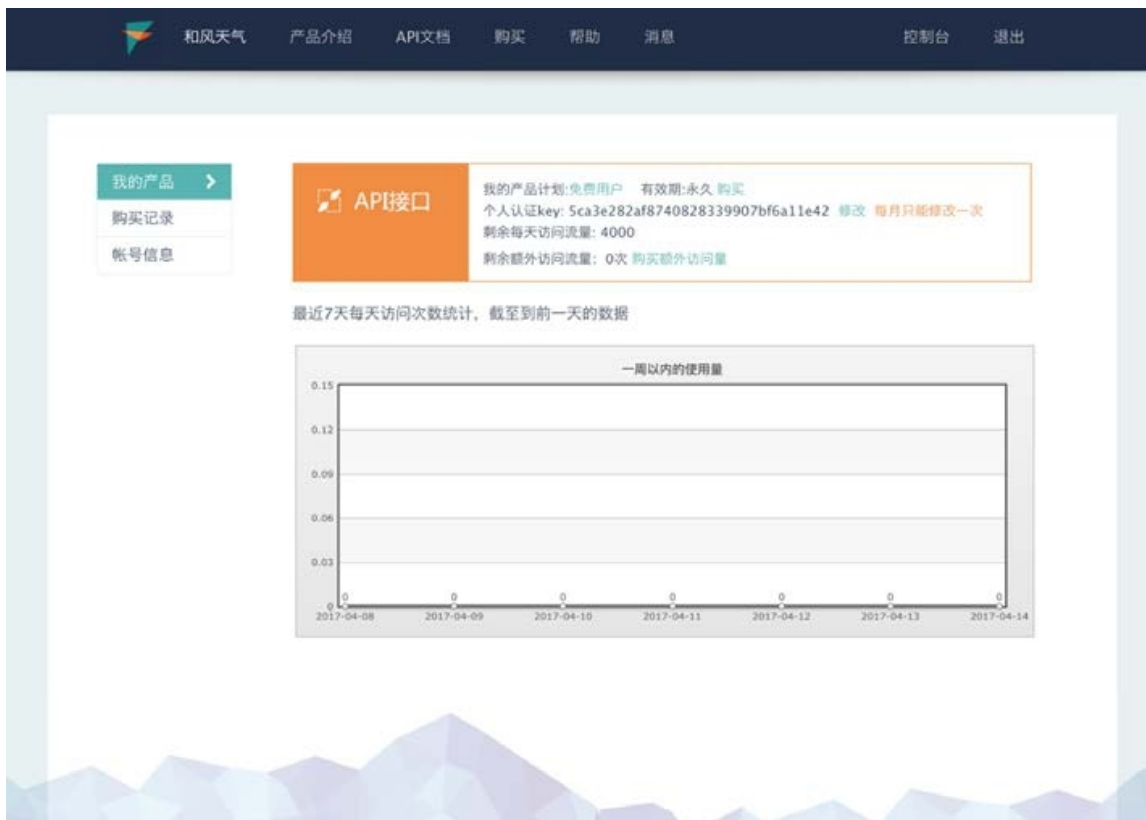 和风天气 产品介绍 API文档 购买 帮助 消息 控制台 退出
我的产品
购买记录
帐号信息
API接口
我的产品计划:免费用户 有效期:永久 购买
个人认证key: 5ca3e282af8740828339907bf6a11e42 修改 每月只能修改一次
剩余每天访问流量: 4000
剩余额外访问流量: 0次 购买额外访问量
最近7天每天访问次数统计, 截至到前一天的数据
一周以内的使用量
0.15
0.12
0.09
0.06
0.03
0
0 0 0 0 0 0 0
2017-04-08 2017-04-09 2017-04-10 2017-04-11 2017-04-12 2017-04-13 2017-04-14